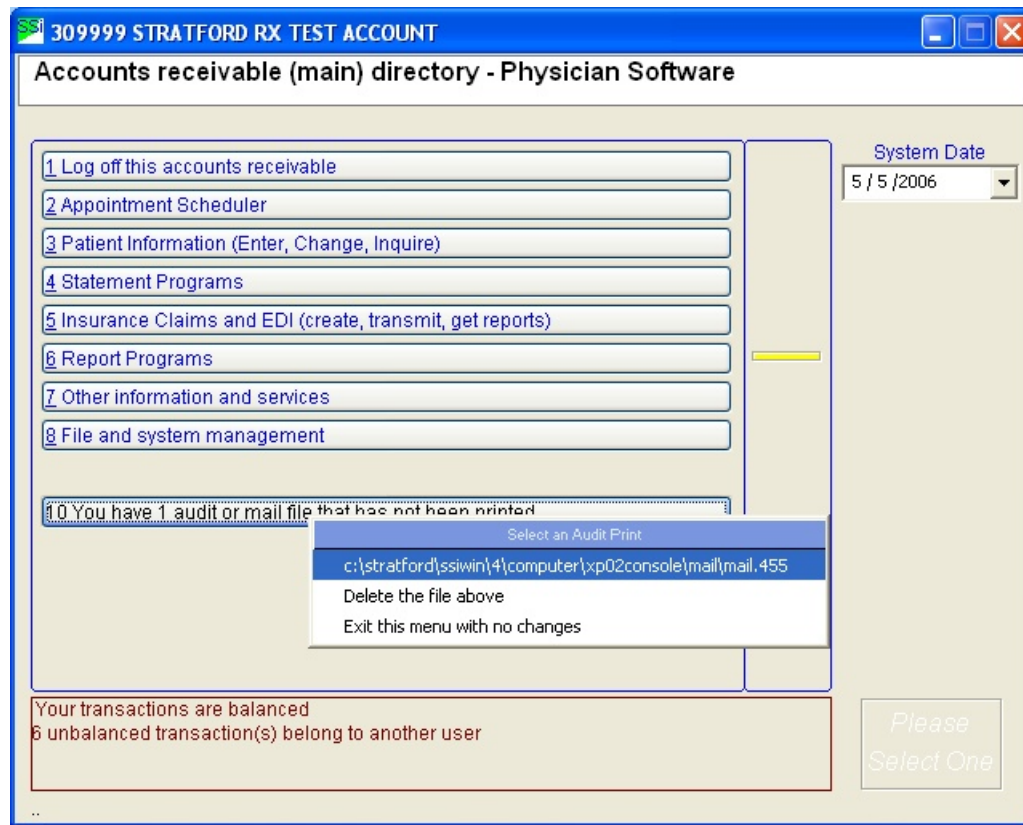 SSi 309999 STRATFORD RX TEST ACCOUNT
Accounts receivable (main) directory - Physician Software
System Date
5 / 5 /2006
1 Log off this accounts receivable
2 Appointment Scheduler
3 Patient Information (Enter, Change, Inquire)
4 Statement Programs
5 Insurance Claims and EDI (create, transmit, get reports)
6 Report Programs
7 Other information and services
8 File and system management
10 You have 1 audit or mail file that has not been printed
Select an Audit Print
c:\stratford\ssiwin\4\computer\xp02console\mail\mail.455
Delete the file above
Exit this menu with no changes
Your transactions are balanced
6 unbalanced transaction(s) belong to another user
Please
Select One
..